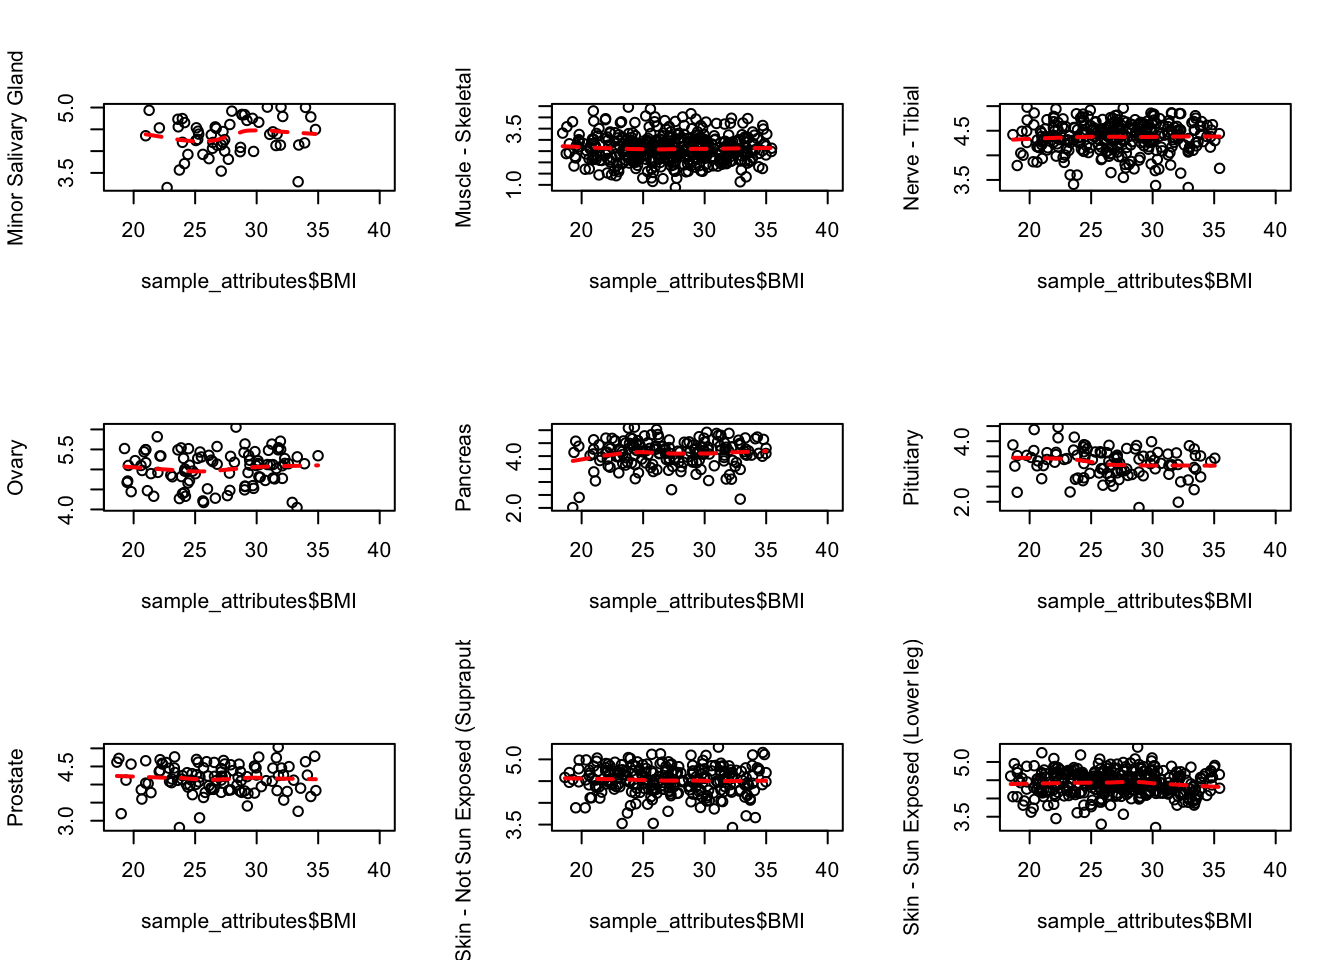 Minor Salivary Gland
5.0
3.5
20 25 30 35 40
sample_attributes$BMI
Muscle - Skeletal
3.5
1.0
20 25 30 35 40
sample_attributes$BMI
Nerve - Tibial
4.5
3.5
20 25 30 35 40
sample_attributes$BMI
Ovary
5.5
4.0
20 25 30 35 40
sample_attributes$BMI
Pancreas
4.0
2.0
20 25 30 35 40
sample_attributes$BMI
Pituitary
4.0
2.0
20 25 30 35 40
sample_attributes$BMI
Prostate
4.5
3.0
20 25 30 35 40
sample_attributes$BMI
Skin - Not Sun Exposed (Suprapub
5.0
3.5
20 25 30 35 40
sample_attributes$BMI
Skin - Sun Exposed (Lower leg)
5.0
3.5
20 25 30 35 40
sample_attributes$BMI